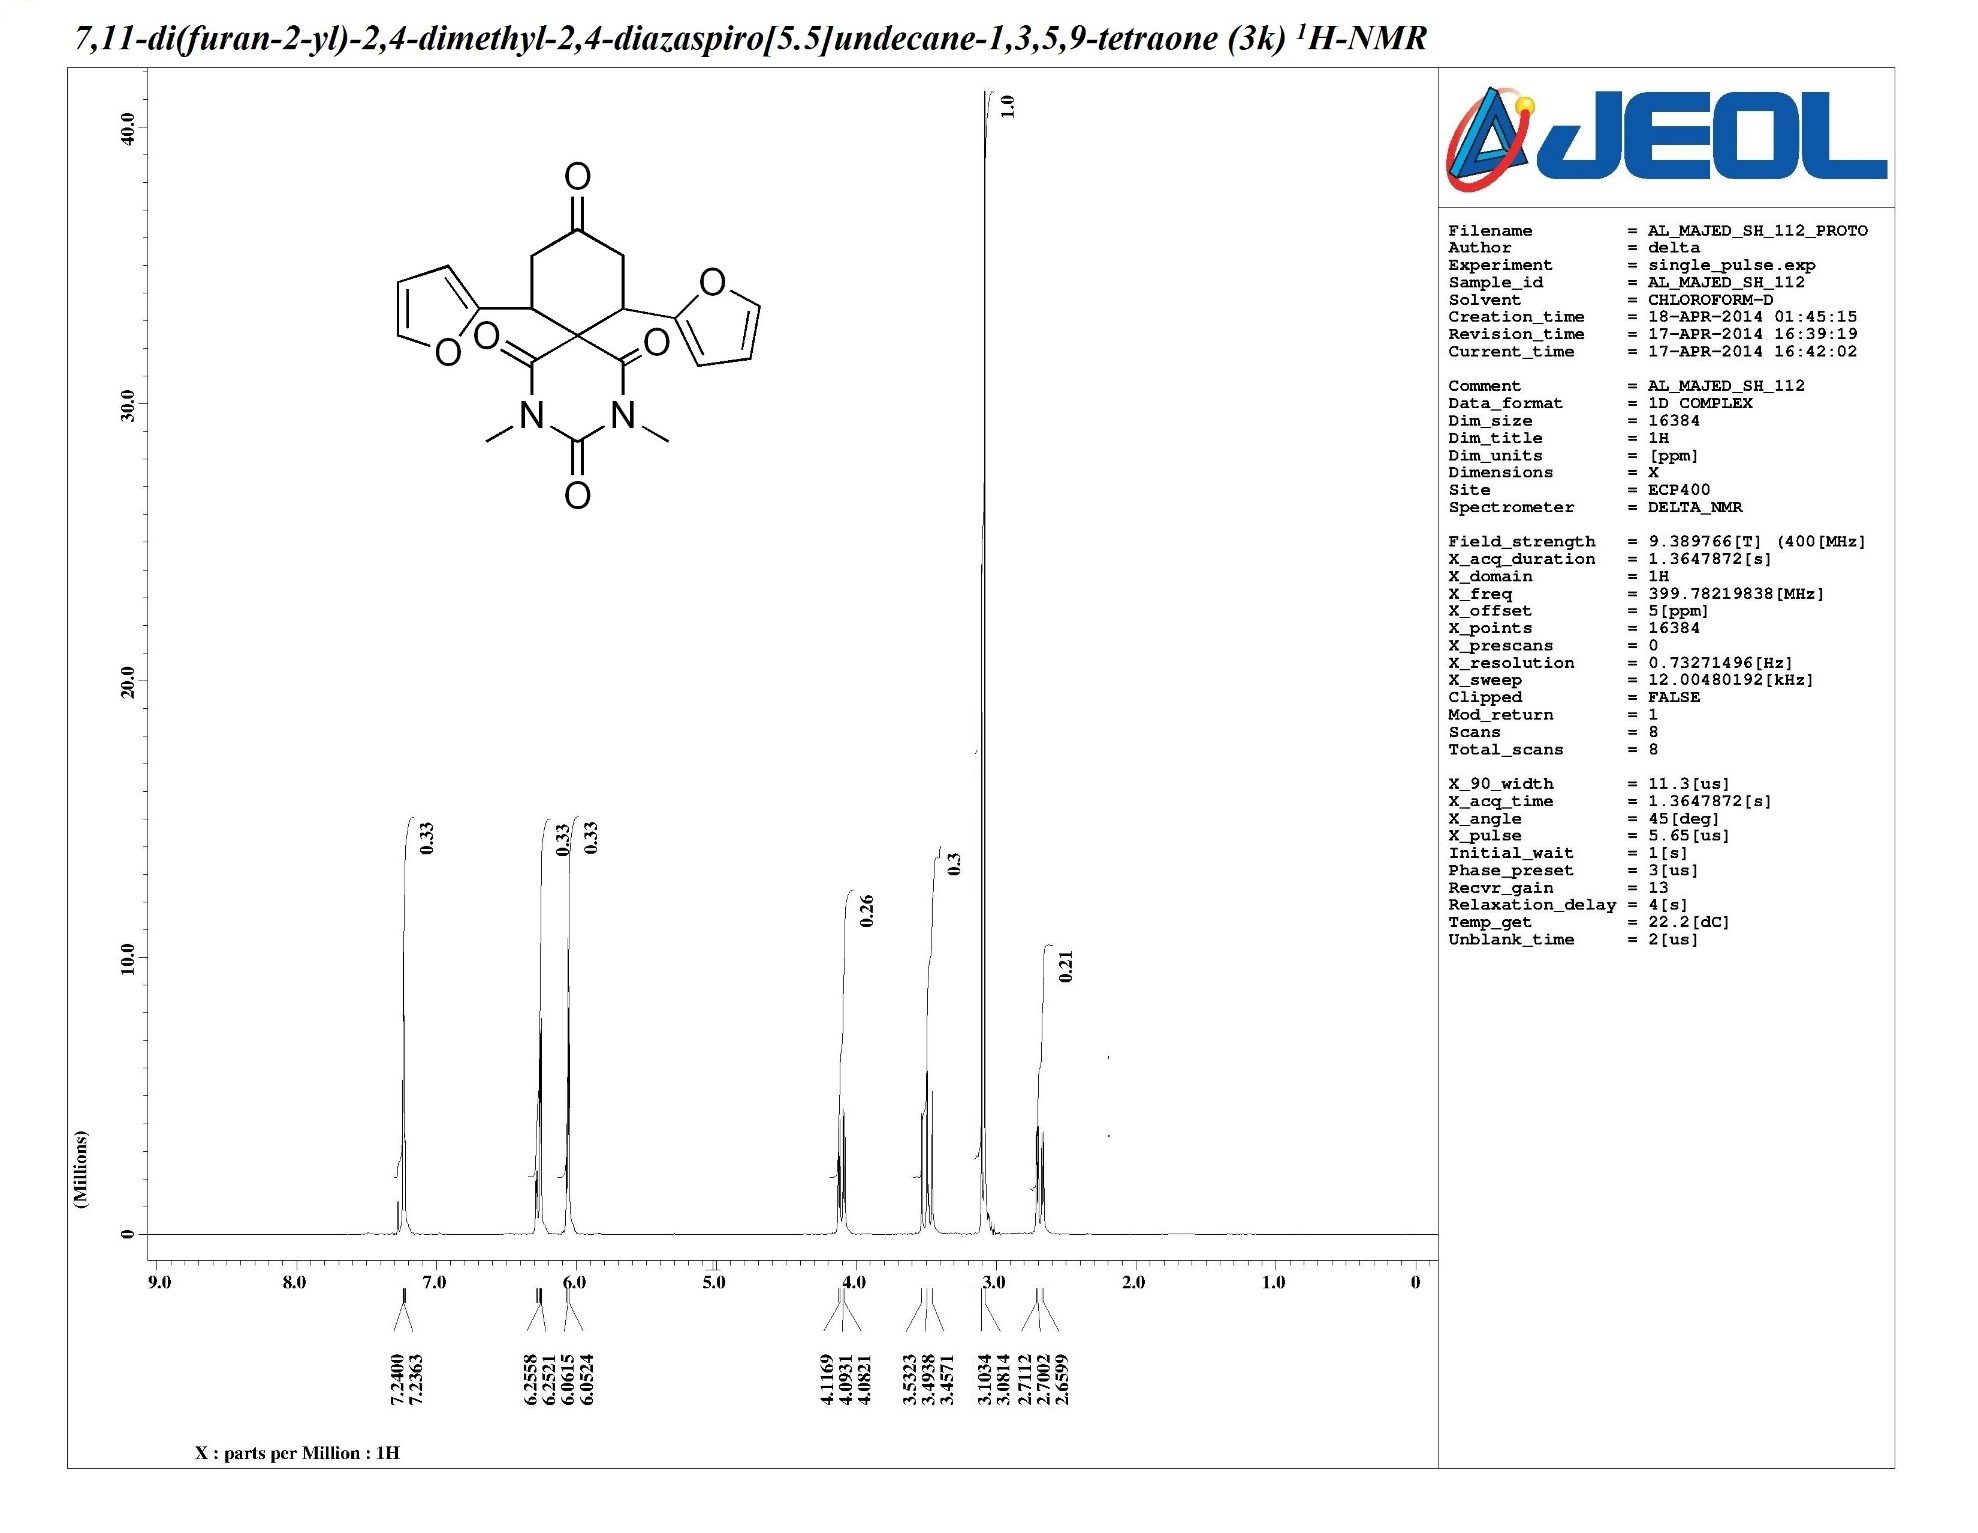 7,11-di(furan-2-yl)-2,4-dimethyl-2,4-diazaspiro[5.5]undecane-1,3,5,9-tetraone (3k) ¹H-NMR
JEOL
Filename = AL_MAJED_SH_112_PROTO
Author = delta
Experiment = single_pulse.exp
Sample_id = AL_MAJED_SH_112
Solvent = CHLOROFORM-D
Creation_time = 18-APR-2014 01:45:15
Revision_time = 17-APR-2014 16:39:19
Current_time = 17-APR-2014 16:42:02
Comment = AL_MAJED_SH_112
Data_format = 1D COMPLEX
Dim_size = 16384
Dim_title = 1H
Dim_units = [ppm]
Dimensions = X
Site = ECP400
Spectrometer = DELTA_NMR
Field_strength = 9.389766[T] (400[MHz]
X_acq_duration = 1.3647872[s]
X_domain = 1H
X_freq = 399.78219838[MHz]
X_offset = 5[ppm]
X_points = 16384
X_prescans = 0
X_resolution = 0.73271496[Hz]
X_sweep = 12.00480192[kHz]
Clipped = FALSE
Mod_return = 1
Scans = 8
Total_scans = 8
X_90_width = 11.3[us]
X_acq_time = 1.3647872[s]
X_angle = 45[deg]
X_pulse = 5.65[us]
Initial_wait = 1[s]
Phase_preset = 3[us]
Recvr_gain = 13
Relaxation_delay = 4[s]
Temp_get = 22.2[dC]
Unblank_time = 2[us]
40.0
30.0
20.0
10.0
0
(Millions)
O
O
O
O
O
O
N
N
O
0.33
0.33
0.33
0.26
0.3
1.0
0.21
9.0 8.0 7.0 6.0 5.0 4.0 3.0 2.0 1.0 0
7.2400
7.2363
6.2558
6.2521
6.0615
6.0524
4.1169
4.0931
4.0821
3.5323
3.4938
3.4571
3.1034
3.0814
2.7112
2.7002
2.6599
X : parts per Million : 1H